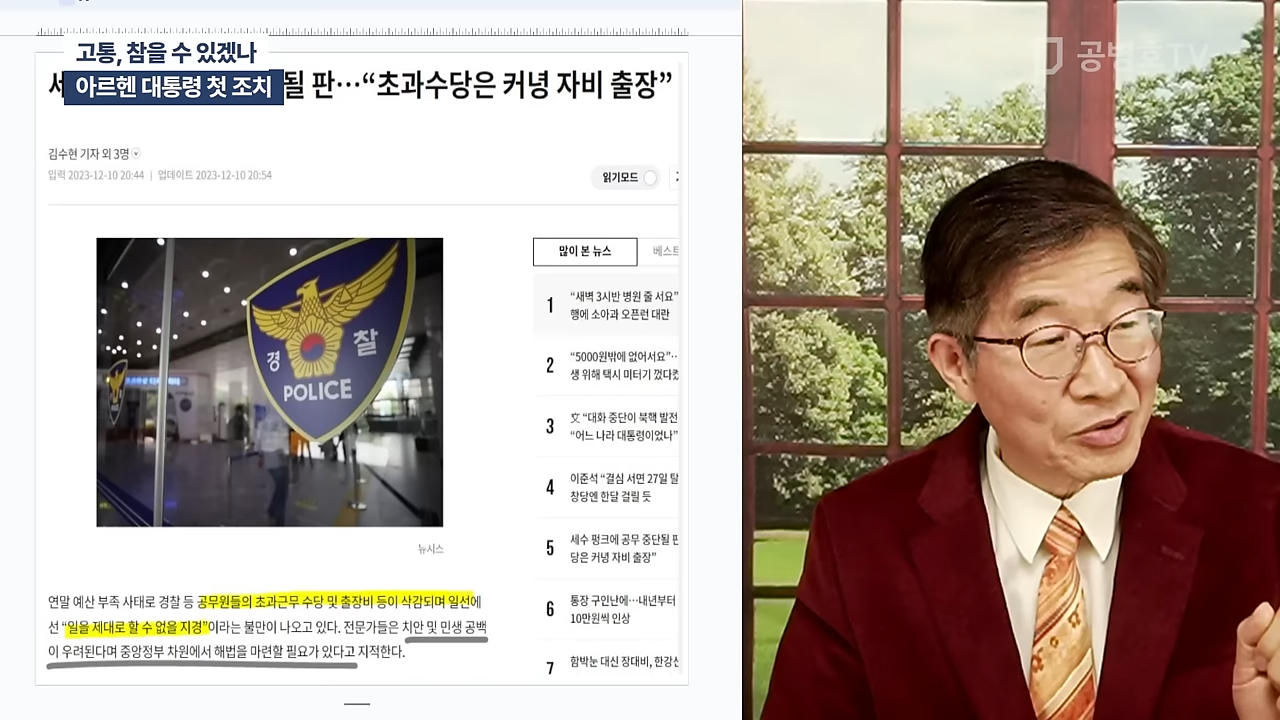 고통, 참을 수 있겠나
아르헨 대통령 첫 조치
될 판…“초과수당은 커녕 자비 출장”
김수현 기자 외 3명
입력 2023-12-10 20:44 | 업데이트 2023-12-10 20:54
읽기모드
공병호TV
경 찰
POLICE
뉴시스
많이 본 뉴스 베스트
1 “새벽 3시반 병원 줄 서요”
행에 소아과 오픈런 대란
2 “5000원밖에 없어서요”
생 위해 택시 미터기 껐다
3 文 “대화 중단이 북핵 발전
“어느 나라 대통령이었나”
4 이준석 “결심 서면 27일 탈
창당엔 한달 걸릴 듯
5 세수 펑크에 공무 중단될 판
당은 커녕 자비 출장”
6 통장 구인난에…내년부터
10만원씩 인상
7 함박눈 대신 장대비, 한강
연말 예산 부족 사태로 경찰 등 공무원들의 초과근무 수당 및 출장비 등이 삭감되며 일선에
선 “일을 제대로 할 수 없을 지경”이라는 불만이 나오고 있다. 전문가들은 치안 및 민생 공백
이 우려된다며 중앙정부 차원에서 해법을 마련할 필요가 있다고 지적한다.